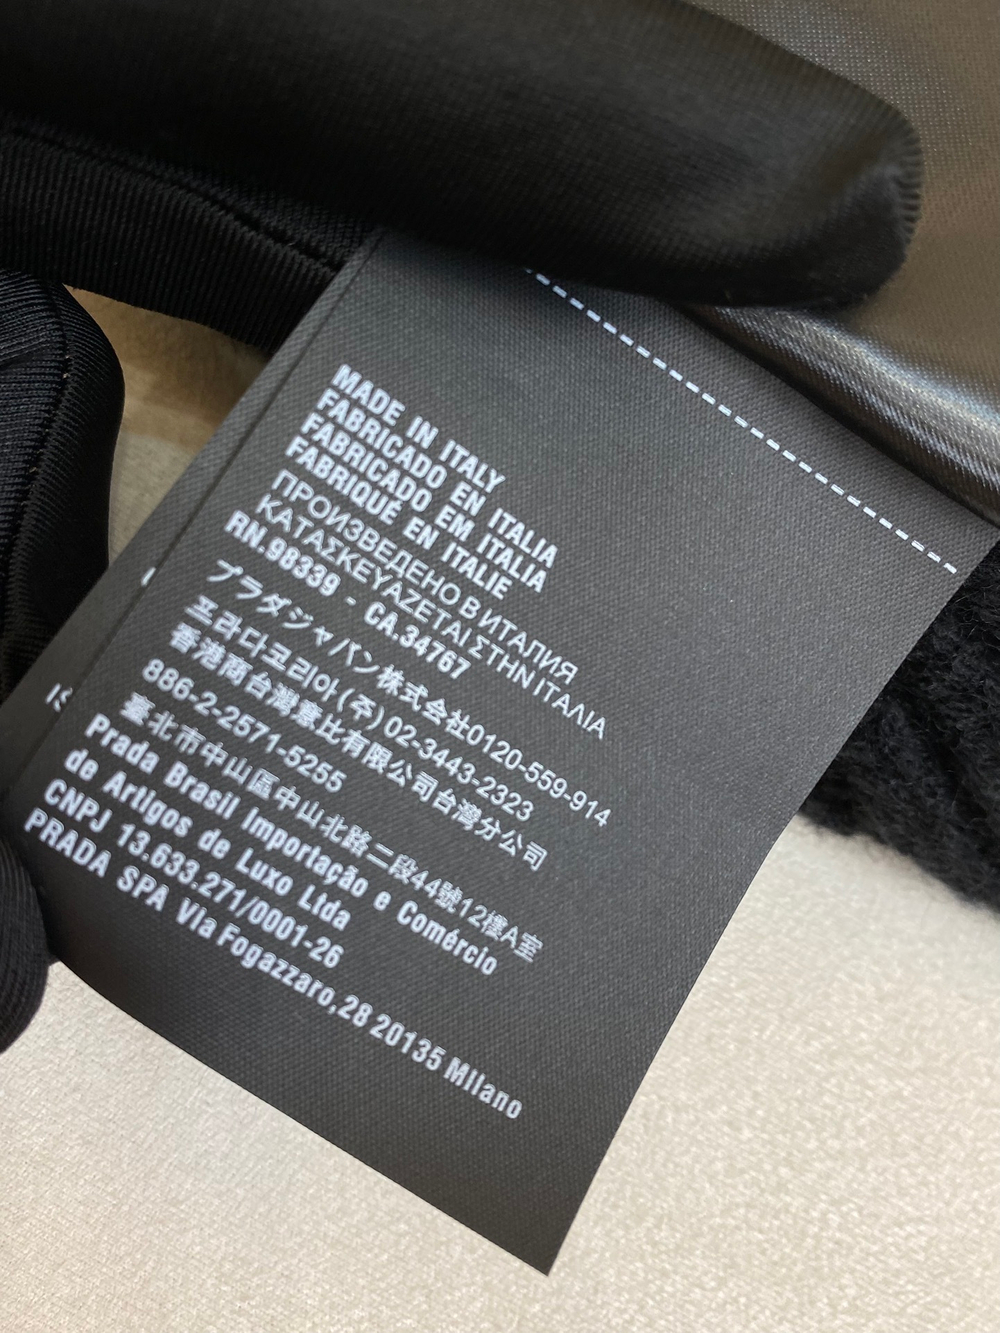 MADE IN ITALY
FABRICADO EN ITALIA
FABRICADO EM ITALIA
FABRIQUÉ EN ITALIE
ПРОИЗВЕДЕНО В ИТАЛИЯ
ΚΑΤΑΣΚΕΥΑΖΕΤΑΙ ΣΤΗΝ ΙΤΑΛΙΑ
RN.98339 - CA.34767
プラダジャパン株式会社0120-559-914
프라다코리아(주)02-3443-2323
香港商台灣意比有限公司台灣分公司
886-2-2571-5255
臺北市中山區中山北路二段44號12樓A室
Prada Brasil Importação e Comércio
de Artigos de Luxo Ltda
CNPJ 13.633.271/0001-26
PRADA SPA Via Fogazzaro,28 20135 Milano